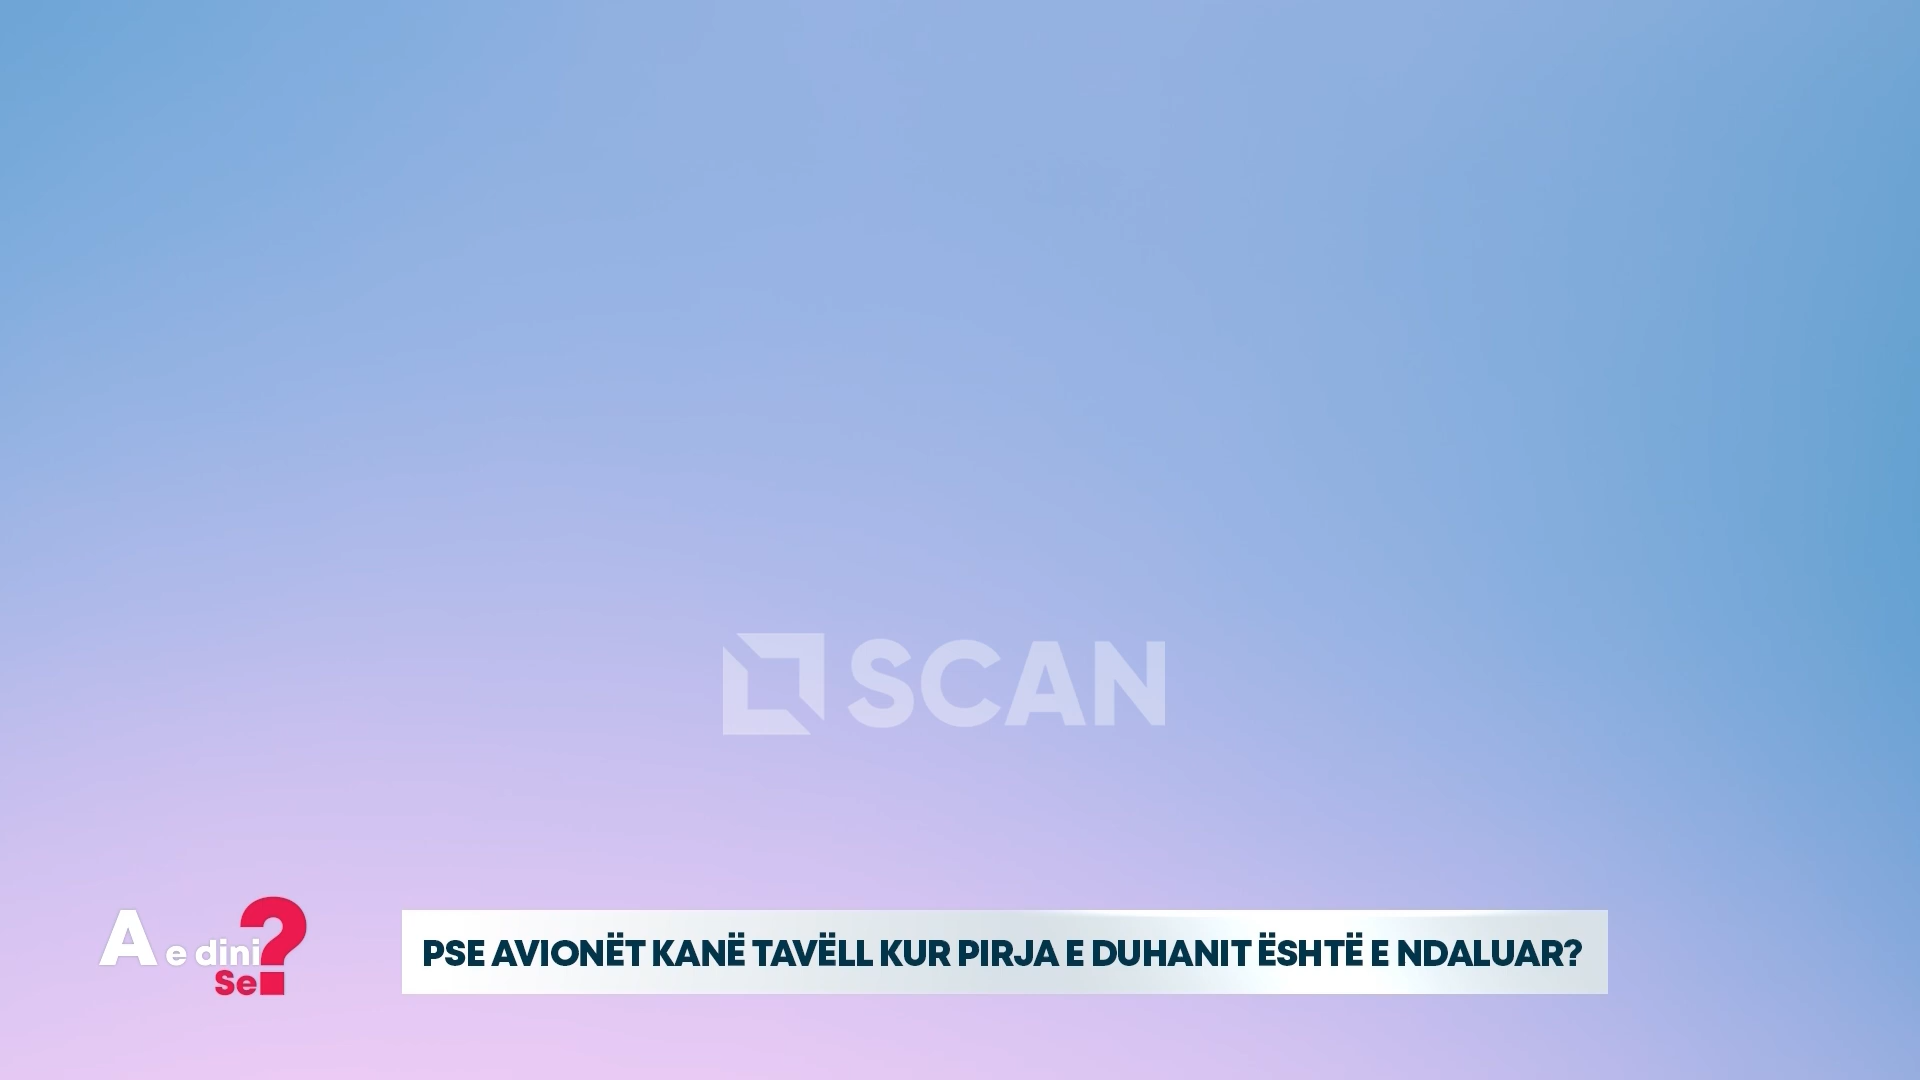 SCAN
A e dini
Se?
PSE AVIONËT KANË TAVËLL KUR PIRJA E DUHANIT ËSHTË E NDALUAR?